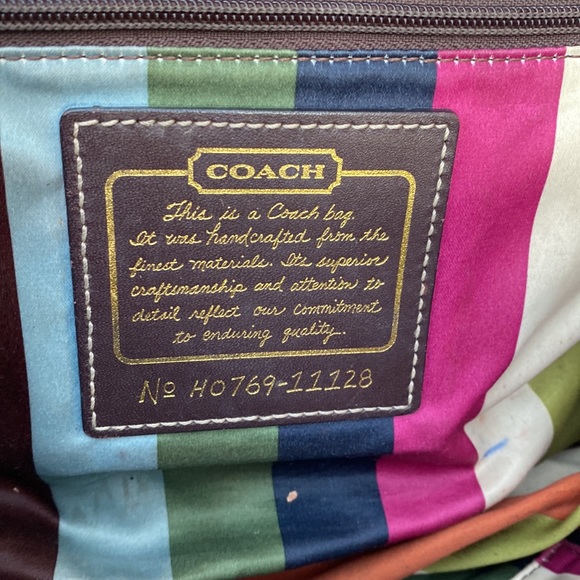 COACH
This is a Coach bag.
It was handcrafted from the
finest materials. Its superior
craftsmanship and attention to
detail reflect our commitment
to enduring quality.
No H0769-11128